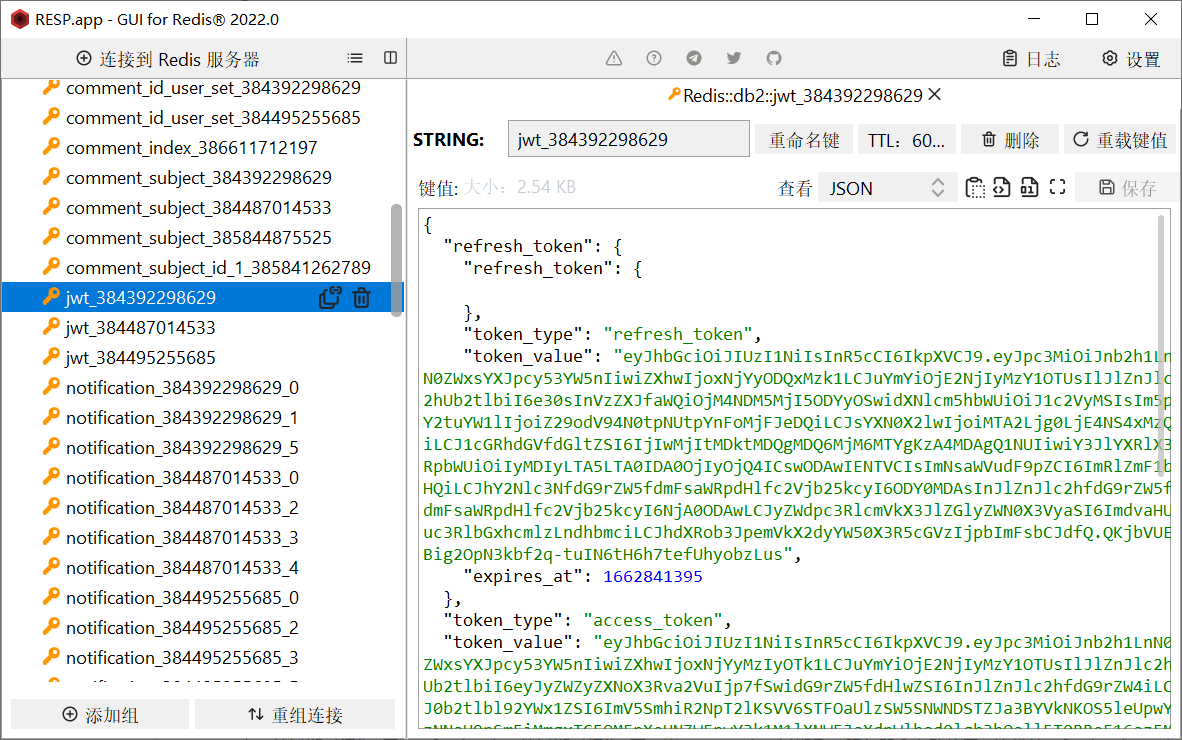 RESP.app - GUI for Redis® 2022.0
连接到 Redis 服务器
日志
设置
comment_id_user_set_384392298629
comment_id_user_set_384495255685
comment_index_386611712197
comment_subject_384392298629
comment_subject_384487014533
comment_subject_385844875525
comment_subject_id_1_385841262789
jwt_384392298629
jwt_384487014533
jwt_384495255685
notification_384392298629_0
notification_384392298629_1
notification_384392298629_5
notification_384487014533_0
notification_384487014533_2
notification_384487014533_3
notification_384487014533_4
notification_384495255685_0
notification_384495255685_2
notification_384495255685_3
添加组
重组连接
Redis::db2::jwt_384392298629
STRING:
jwt_384392298629
重命名键
TTL：60...
删除
重载键值
键值: 大小：2.54 KB
查看
JSON
保存
{
"refresh_token": {
"refresh_token": {
},
"token_type": "refresh_token",
"token_value": "eyJhbGciOiJIUzI1NiIsInR5cCI6IkpXVCJ9.eyJpc3MiOiJnb2h1Ln
N0ZWxsYXJpcy53YW5nIiwiZXhwIjoxNjYyODQxMzk1LCJuYmYiOjE2NjIyMzY1OTUsIlJlZnJlc
2hUb2tlbiI6e30sInVzZXJfaWQiOjM4NDM5MjI5ODYyOSwidXNlcm5hbWUiOiJ1c2VyMSIsIm5p
Y2tuYW1lIjoiZ29odV94N0tpNUtpYnFoMjFJeDQiLCJsYXN0X2lwIjoiMTA2Ljg0LjE4NS4xMzQ
iLCJ1cGRhdGVfdGltZSI6IjIwMjItMDktMDQgMDQ6MjM6MTYgKzA4MDAgQ1NUIiwiY3JlYXRlX3
RpbWUiOiIyMDIyLTA5LTA0IDA0OjIyOjQ4ICswODAwIENTVCIsImNsaWVudF9pZCI6ImRlZmF1b
HQiLCJhY2Nlc3NfdG9rZW5fdmFsaWRpdHlfc2Vjb25kcyI6ODY0MDAsInJlZnJlc2hfdG9rZW5f
dmFsaWRpdHlfc2Vjb25kcyI6NjA0ODAwLCJyZWdpc3RlcmVkX3JlZGlyZWN0X3VyaSI6ImdvaHU
uc3RlbGxhcmlzLndhbmciLCJhdXRob3JpemVkX2dyYW50X3R5cGVzIjpbImFsbCJdfQ.QKjbVUE
Big2OpN3kbf2q-tuIN6tH6h7tefUhyobzLus",
"expires_at": 1662841395
},
"token_type": "access_token",
"token_value": "eyJhbGciOiJIUzI1NiIsInR5cCI6IkpXVCJ9.eyJpc3MiOiJnb2h1LnN0
ZWxsYXJpcy53YW5nIiwiZXhwIjoxNjYyMzIyOTk1LCJuYmYiOjE2NjIyMzY1OTUsIlJlZnJlc2h
Ub2tlbiI6eyJyZWZyZXNoX3Rva2VuIjp7fSwidG9rZW5fdHlwZSI6InJlZnJlc2hfdG9rZW4iLC
J0b2tlbl92YWx1ZSI6ImV5SmhiR2NpT2lKSVV6STFOaUlzSW5SNWNDSTZJa3BYVkNKOS5leUpwY